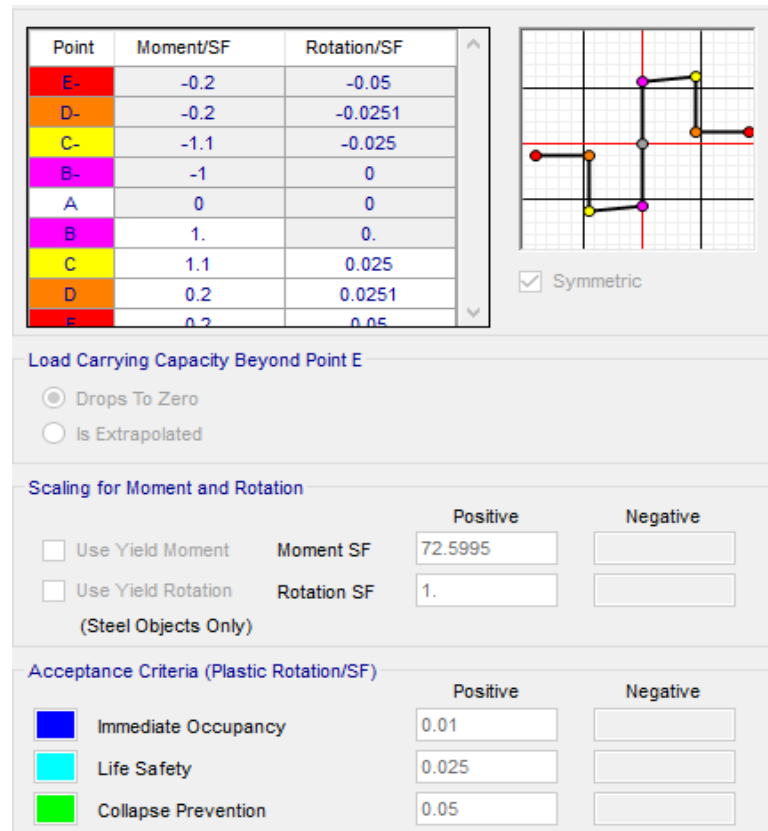 Point Moment/SF Rotation/SF
E- -0.2 -0.05
D- -0.2 -0.0251
C- -1.1 -0.025
B- -1 0
A 0 0
B 1. 0.
C 1.1 0.025
D 0.2 0.0251
E 0.2 0.05
Symmetric
Load Carrying Capacity Beyond Point E
Drops To Zero
Is Extrapolated
Scaling for Moment and Rotation
Positive Negative
Use Yield Moment Moment SF 72.5995
Use Yield Rotation Rotation SF 1.
(Steel Objects Only)
Acceptance Criteria (Plastic Rotation/SF)
Positive Negative
Immediate Occupancy 0.01
Life Safety 0.025
Collapse Prevention 0.05